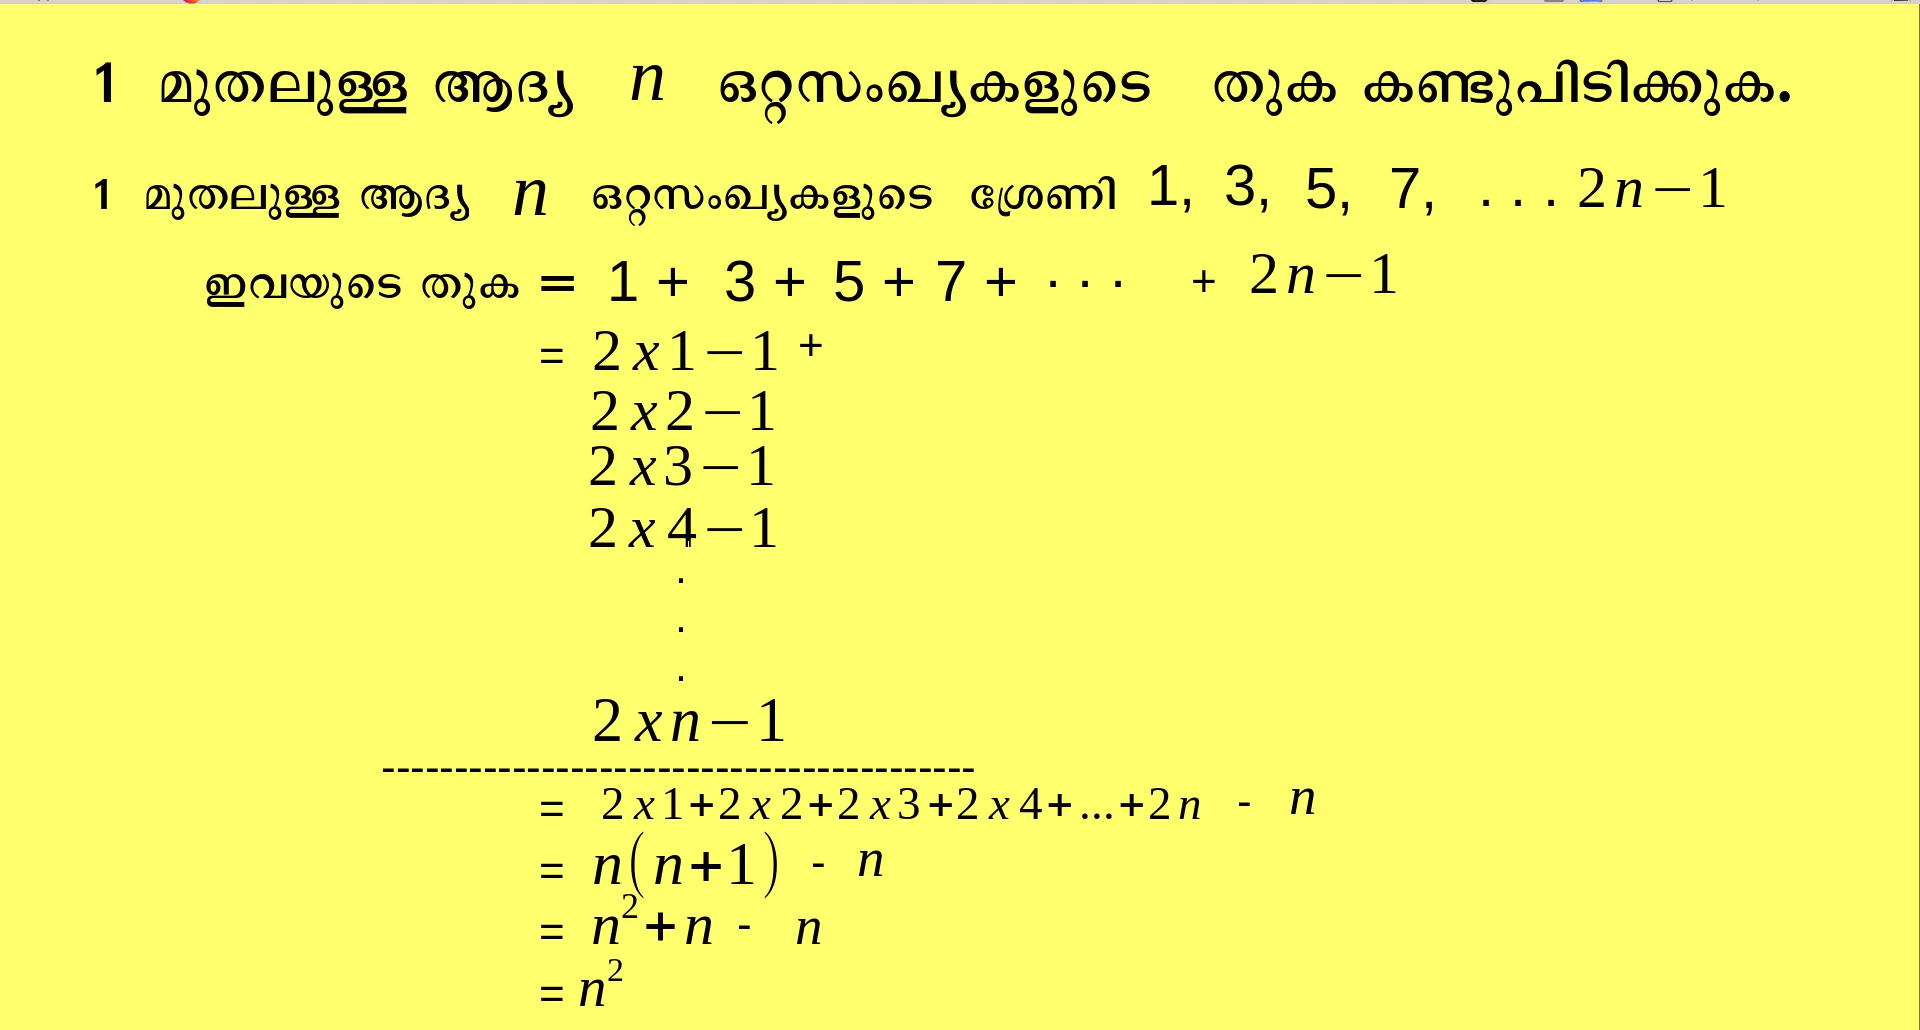 1 മുതലുള്ള ആദ്യ n ഒറ്റസംഖ്യകളുടെ തുക കണ്ടുപിടിക്കുക.
1 മുതലുള്ള ആദ്യ n ഒറ്റസംഖ്യകളുടെ ശ്രേണി 1, 3, 5, 7, . . . 2n−1
ഇവയുടെ തുക = 1 + 3 + 5 + 7 + · · · + 2n−1
= 2x1−1 +
2x2−1
2x3−1
2x4−1
.
.
.
2xn−1
-----------------------------------------
= 2x1+2x2+2x3+2x4+...+2n - n
= n(n+1) - n
= n²+n - n
= n²